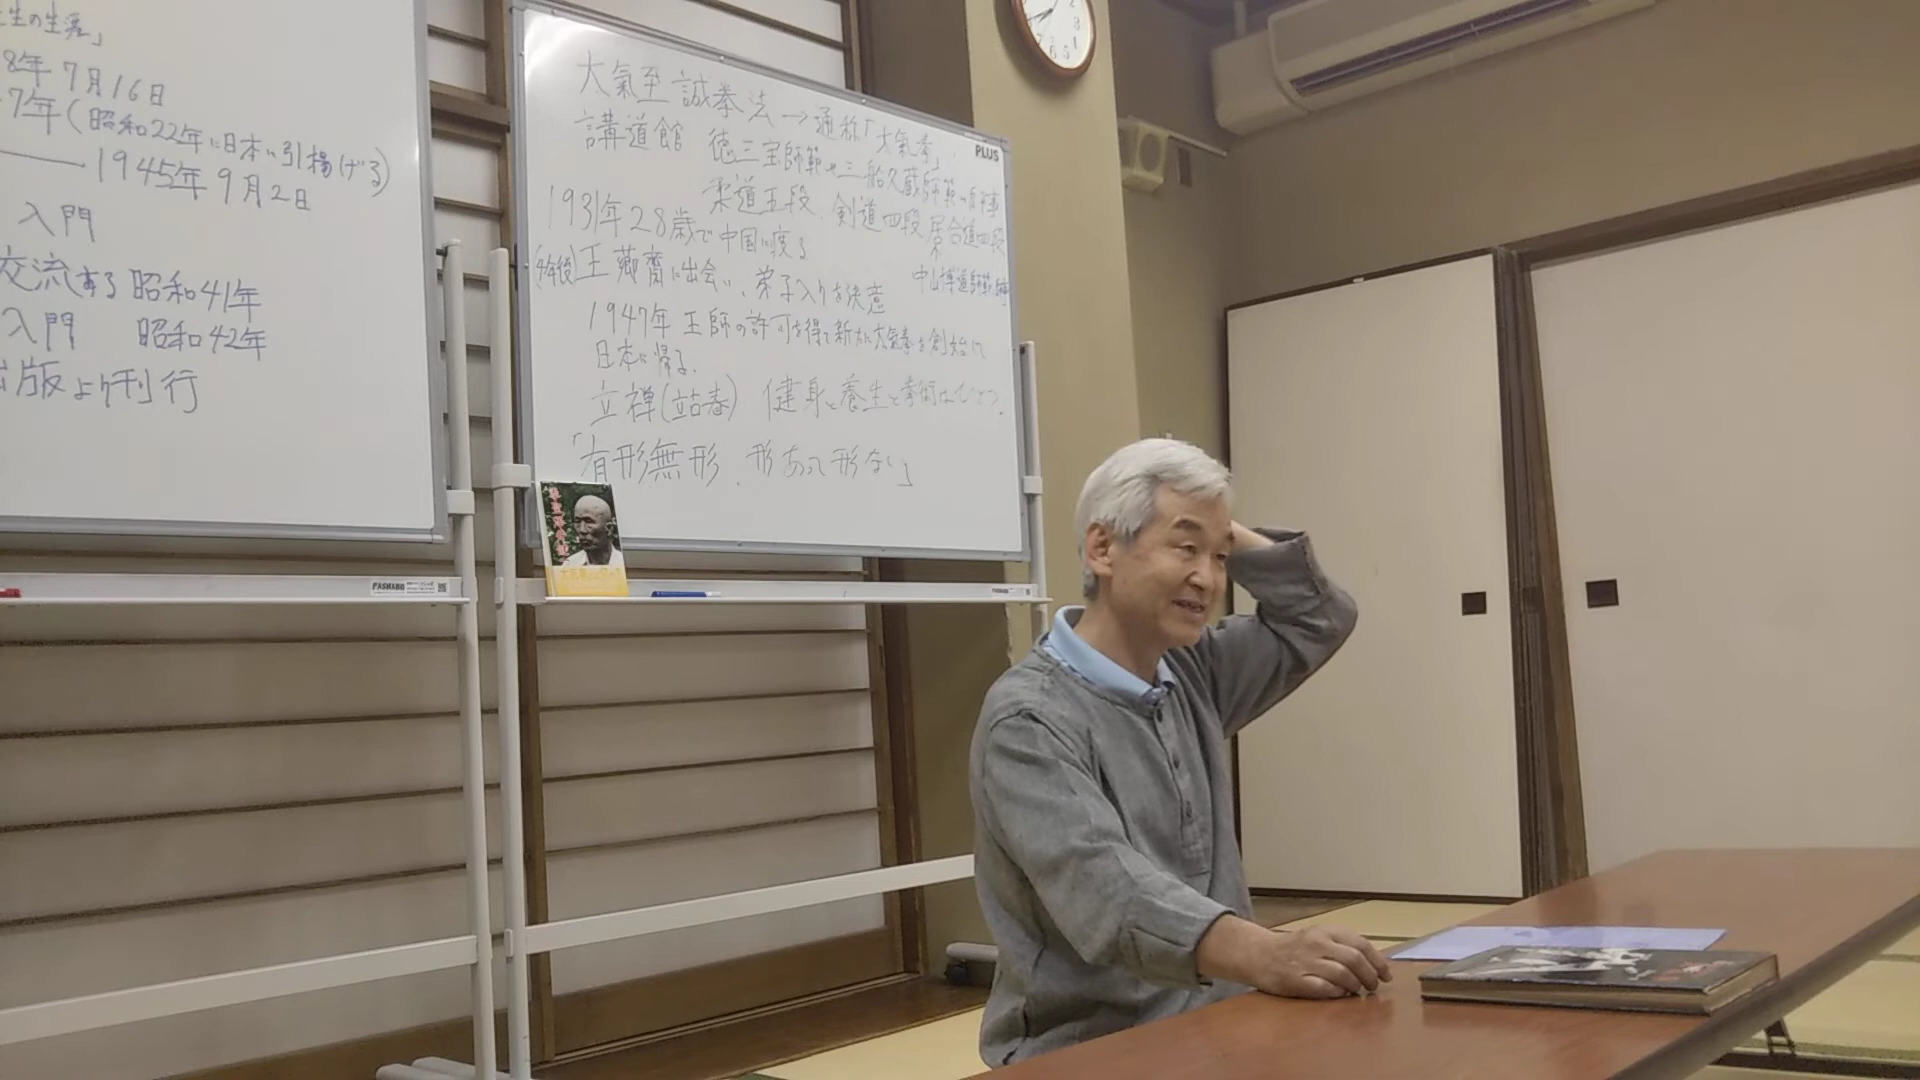 生の生涯」
8年 7月16日
7年(昭和22年に日本に引揚げる)
1945年9月2日
入門
交流する 昭和41年
入門 昭和42年
出版より刊行
大氣至誠拳法→通称「大氣拳」
講道館 徳三宝師範や三船久蔵師範に師事
柔道五段、剣道四段、居合道四段
1931年28歳で中国に渡る
中山博道師範に師事
王薌齋に出会い、弟子入りを決意
1947年 王師の許可を得て新たに大氣拳を創始して
日本に帰る。
立禅(站椿) 健身と養生と拳術はひとつ。
「有形無形、形あって形ない」
PLUS